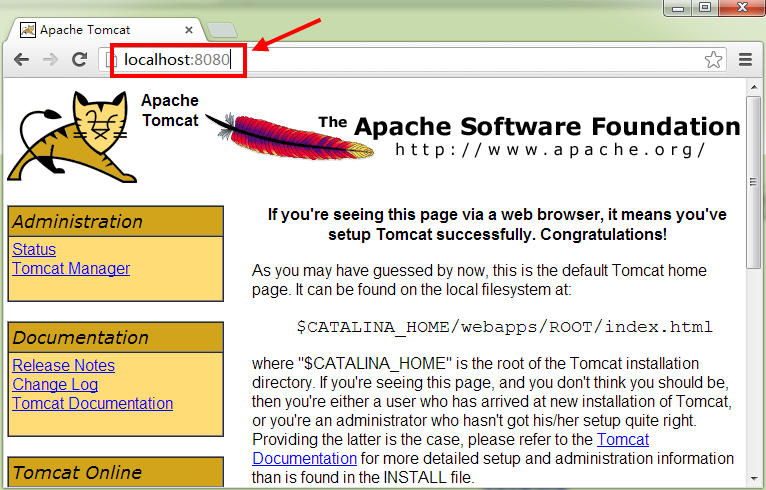 Apache Tomcat
localhost:8080
Apache
Tomcat
The Apache Software Foundation
http://www.apache.org/
Administration
Status
Tomcat Manager
Documentation
Release Notes
Change Log
Tomcat Documentation
Tomcat Online
If you're seeing this page via a web browser, it means you've
setup Tomcat successfully. Congratulations!
As you may have guessed by now, this is the default Tomcat home
page. It can be found on the local filesystem at:
$CATALINA_HOME/webapps/ROOT/index.html
where "$CATALINA_HOME" is the root of the Tomcat installation
directory. If you're seeing this page, and you don't think you should be,
then you're either a user who has arrived at new installation of Tomcat,
or you're an administrator who hasn't got his/her setup quite right.
Providing the latter is the case, please refer to the Tomcat
Documentation for more detailed setup and administration information
than is found in the INSTALL file.